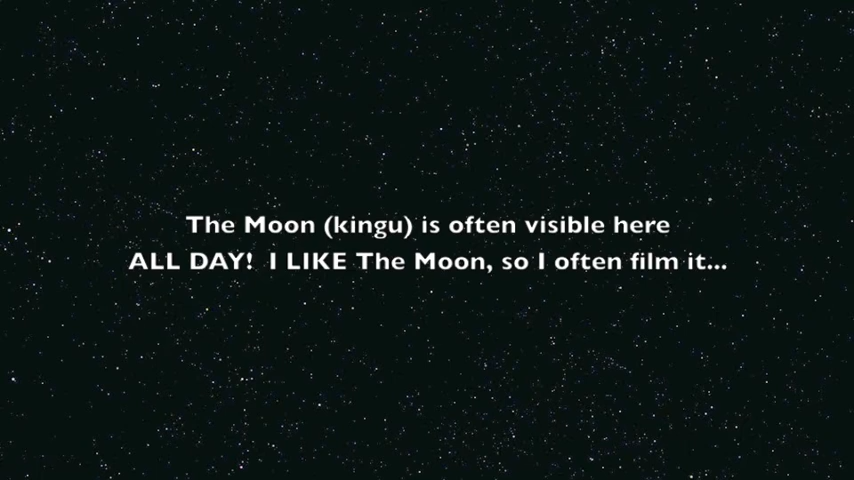 The Moon (kingu) is often visible here
ALL DAY!  I LIKE The Moon, so I often film it...